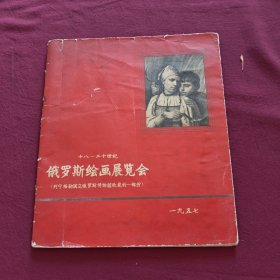 十八—二十世纪
俄罗斯绘画展览会
（列宁格勒国立俄罗斯博物馆收藏的一部份）
一九五七